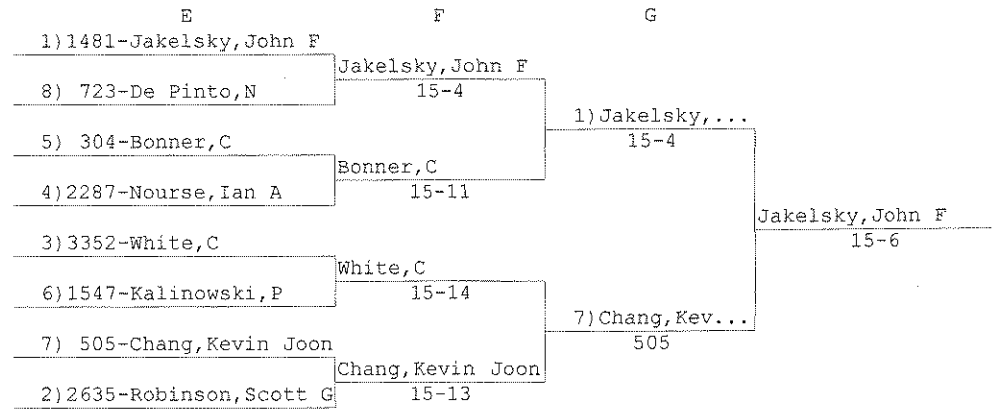 E F G
1)1481-Jakelsky,John F
Jakelsky,John F
8) 723-De Pinto,N
15-4
1)Jakelsky,...
5) 304-Bonner,C
15-4
Bonner,C
4)2287-Nourse,Ian A
15-11
Jakelsky,John F
3)3352-White,C
15-6
White,C
6)1547-Kalinowski,P
15-14
7)Chang,Kev...
7) 505-Chang,Kevin Joon
505
Chang,Kevin Joon
2)2635-Robinson,Scott G
15-13